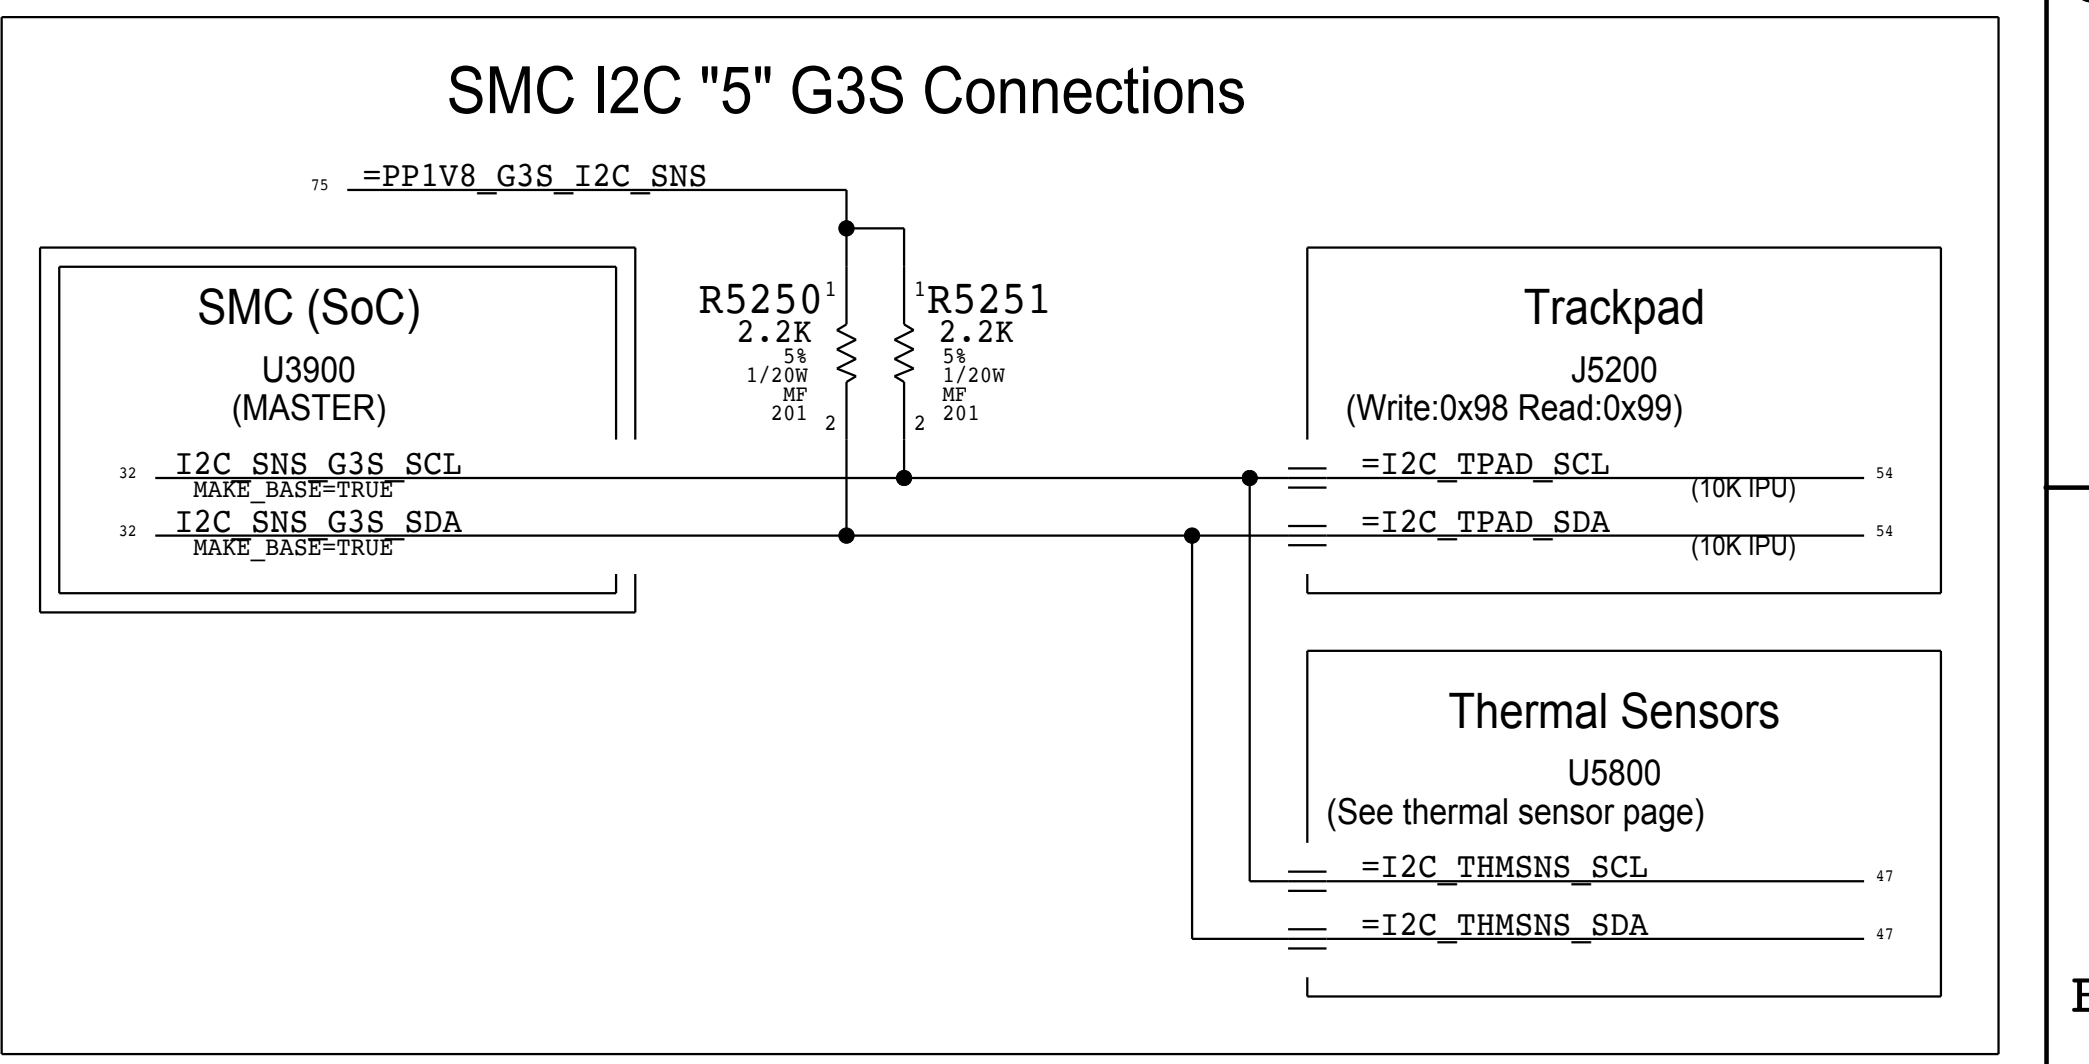 SMC I2C "5" G3S Connections
75 =PP1V8_G3S_I2C_SNS
SMC (SoC)
U3900
(MASTER)
32 I2C_SNS_G3S_SCL
MAKE_BASE=TRUE
32 I2C_SNS_G3S_SDA
MAKE_BASE=TRUE
R5250 1
2.2K
5%
1/20W
MF
201
2
1 R5251
2.2K
5%
1/20W
MF
201
2
Trackpad
J5200
(Write:0x98 Read:0x99)
=I2C_TPAD_SCL 54
(10K IPU)
=I2C_TPAD_SDA 54
(10K IPU)
Thermal Sensors
U5800
(See thermal sensor page)
=I2C_THMSNS_SCL 47
=I2C_THMSNS_SDA 47